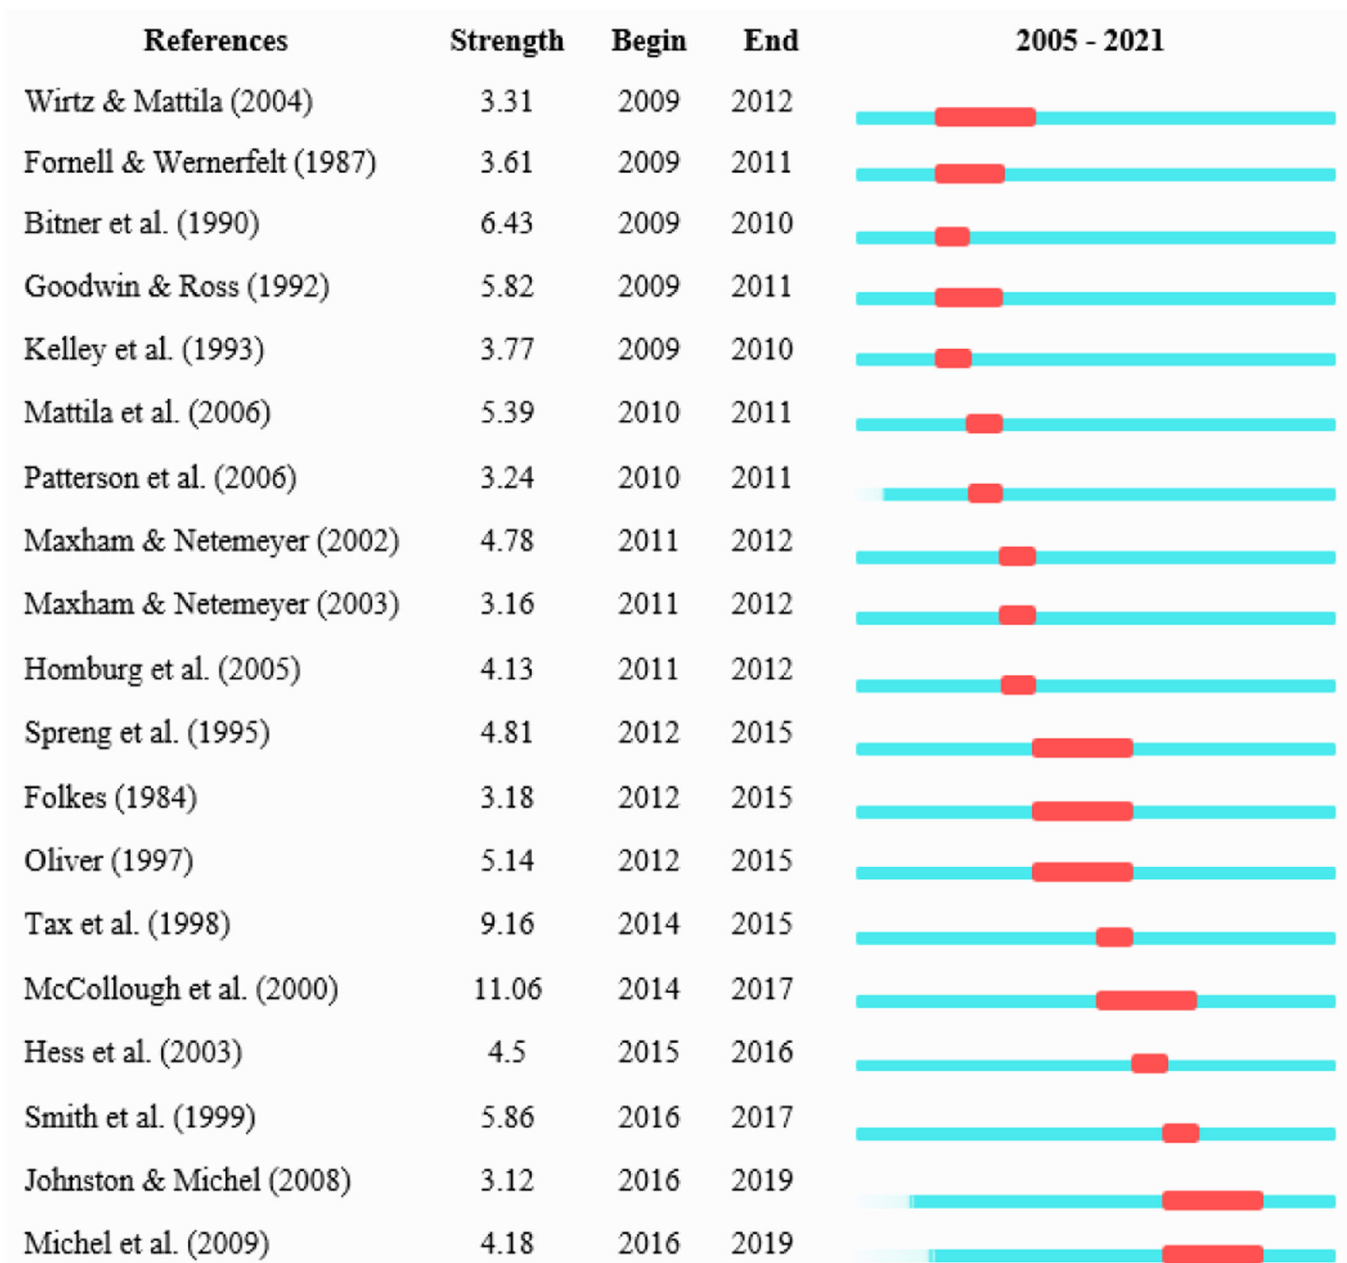 References Strength Begin End 2005 - 2021
Wirtz & Mattila (2004) 3.31 2009 2012
Fornell & Wernerfelt (1987) 3.61 2009 2011
Bitner et al. (1990) 6.43 2009 2010
Goodwin & Ross (1992) 5.82 2009 2011
Kelley et al. (1993) 3.77 2009 2010
Mattila et al. (2006) 5.39 2010 2011
Patterson et al. (2006) 3.24 2010 2011
Maxham & Netemeyer (2002) 4.78 2011 2012
Maxham & Netemeyer (2003) 3.16 2011 2012
Homburg et al. (2005) 4.13 2011 2012
Spreng et al. (1995) 4.81 2012 2015
Folkes (1984) 3.18 2012 2015
Oliver (1997) 5.14 2012 2015
Tax et al. (1998) 9.16 2014 2015
McCollough et al. (2000) 11.06 2014 2017
Hess et al. (2003) 4.5 2015 2016
Smith et al. (1999) 5.86 2016 2017
Johnston & Michel (2008) 3.12 2016 2019
Michel et al. (2009) 4.18 2016 2019